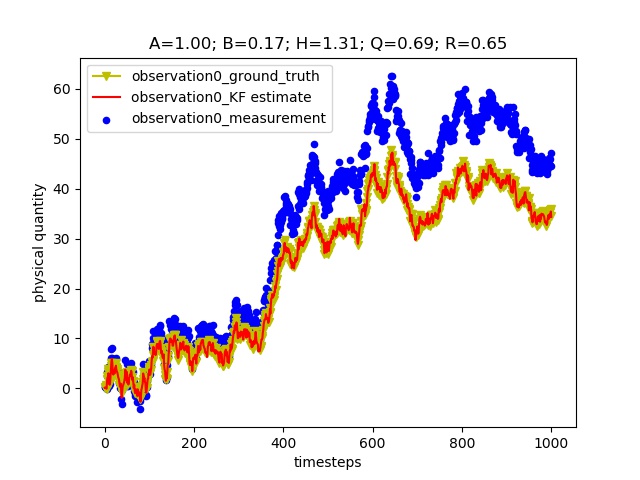 A=1.00; B=0.17; H=1.31; Q=0.69; R=0.65
observation0_ground_truth
observation0_KF estimate
observation0_measurement
physical quantity
60
50
40
30
20
10
0
0 200 400 600 800 1000
timesteps